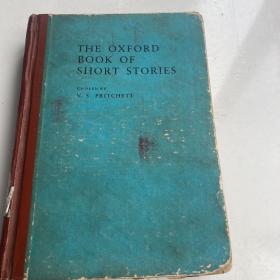 THE OXFORD
BOOK OF
SHORT STORIES
CHOSEN BY
V. S. PRITCHETT